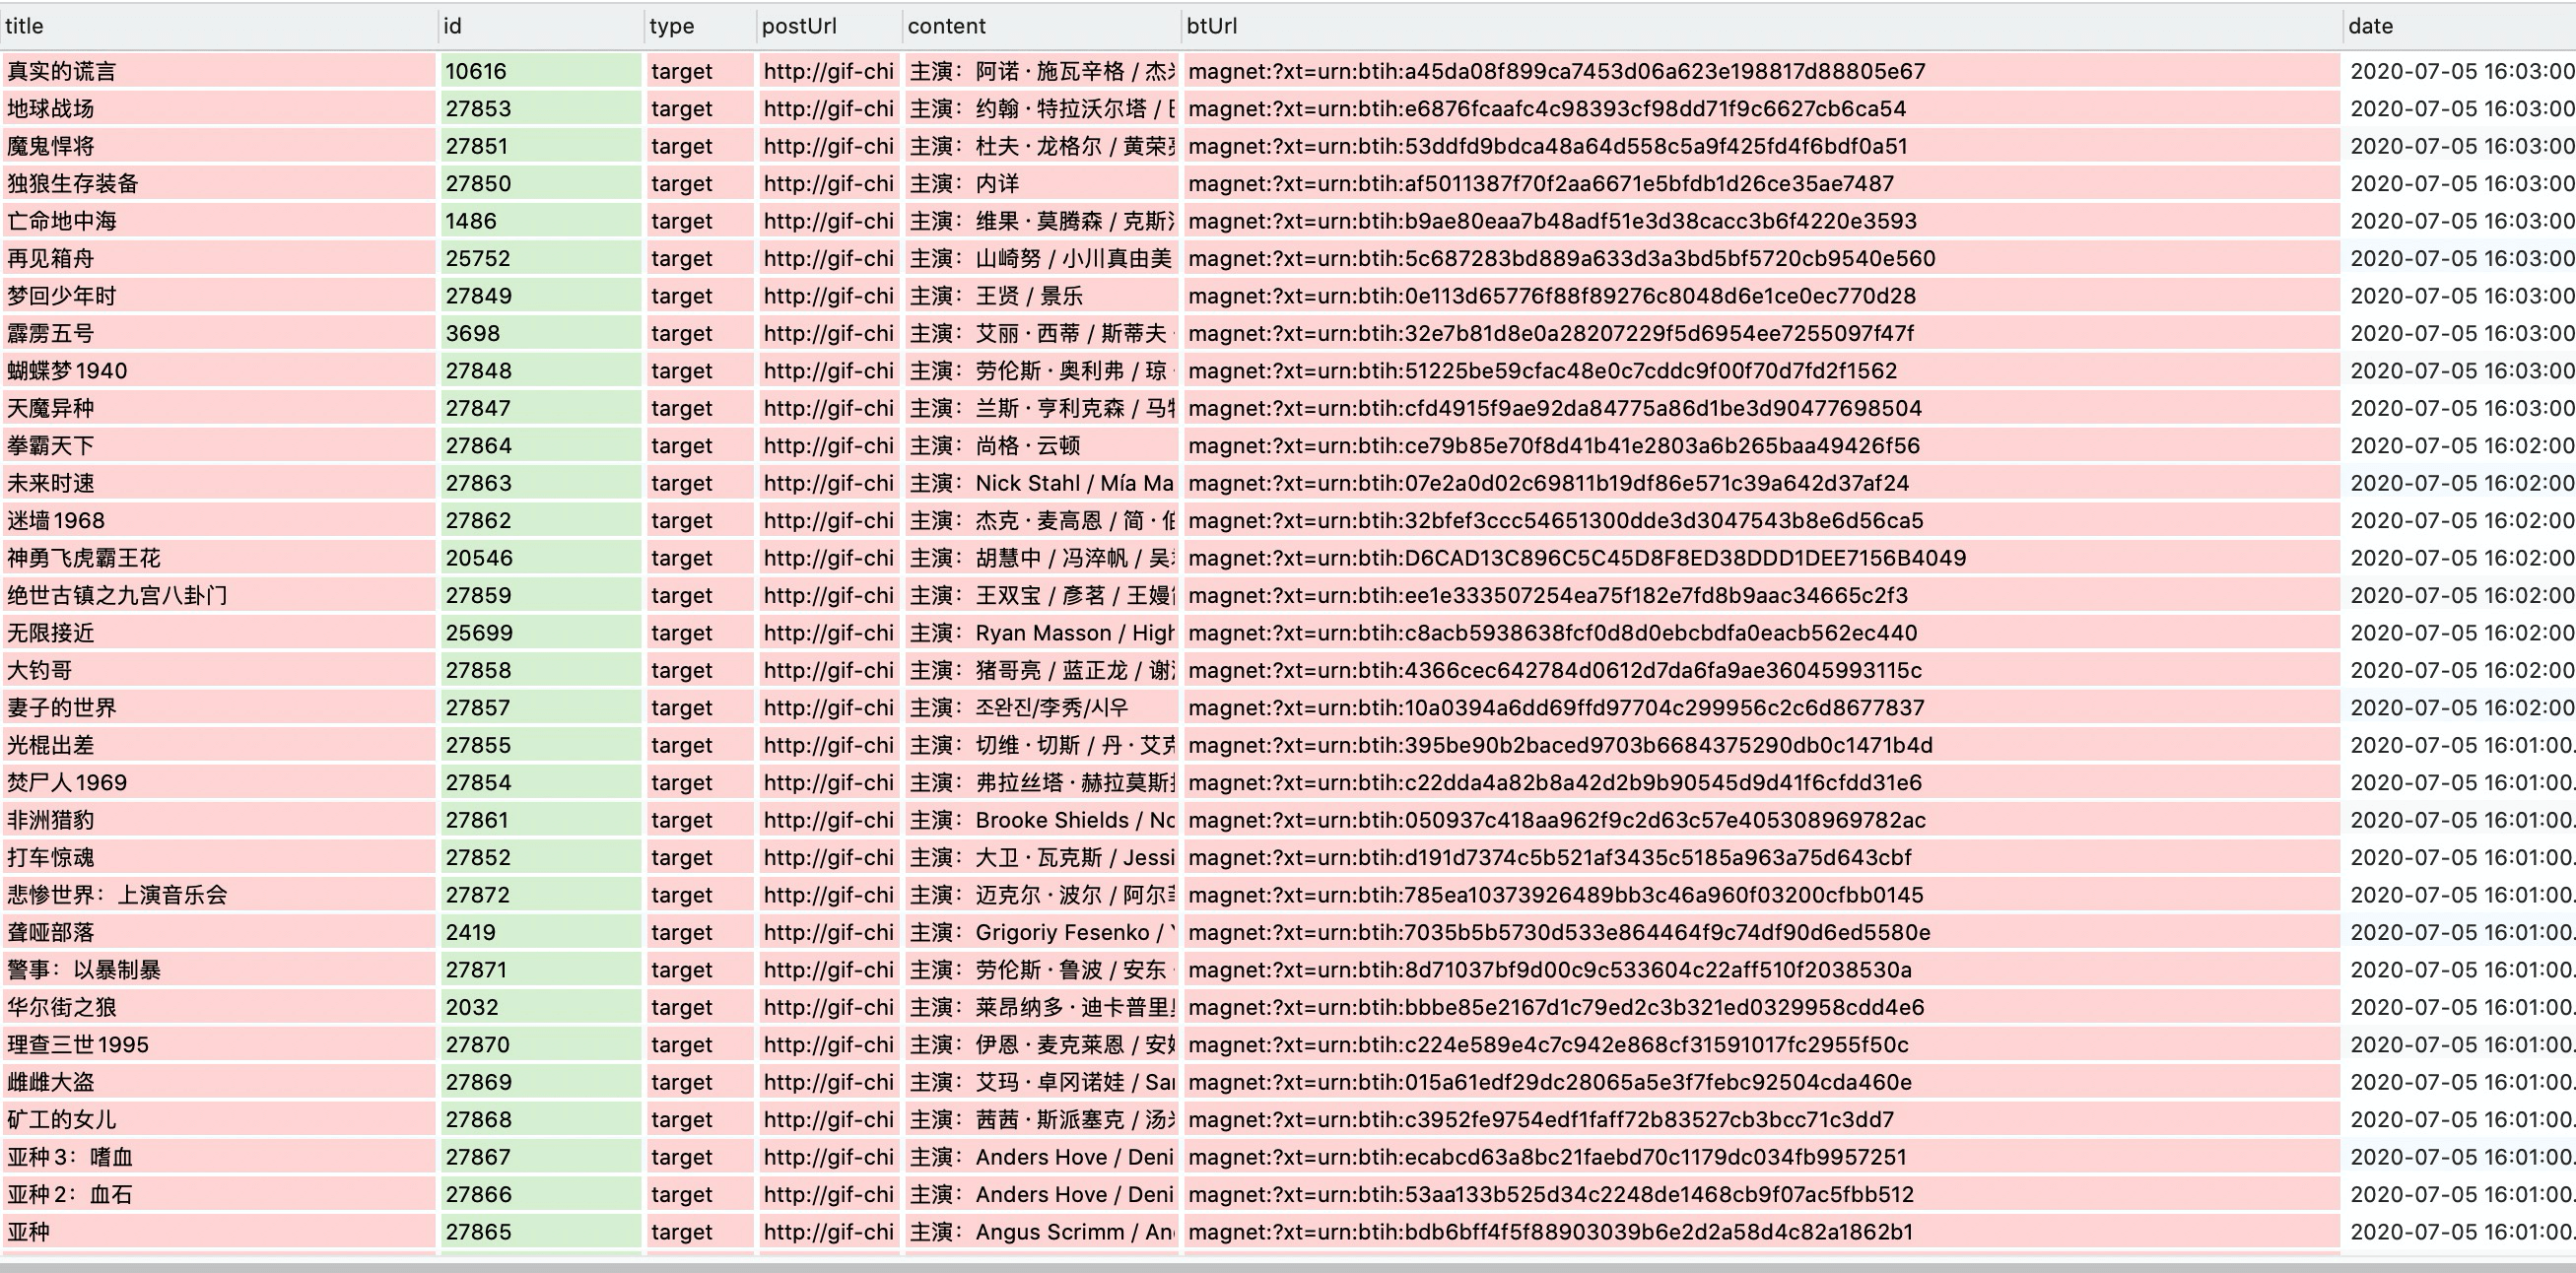 title id type postUrl content btUrl date
真实的谎言 10616 target http://gif-chi 主演：阿诺·施瓦辛格 / 杰 magnet:?xt=urn:btih:a45da08f899ca7453d06a623e198817d88805e67 2020-07-05 16:03:00
地球战场 27853 target http://gif-chi 主演：约翰·特拉沃尔塔 / magnet:?xt=urn:btih:e6876fcaafc4c98393cf98dd71f9c6627cb6ca54 2020-07-05 16:03:00
魔鬼悍将 27851 target http://gif-chi 主演：杜夫·龙格尔 / 黄荣亮 magnet:?xt=urn:btih:53ddfd9bdca48a64d558c5a9f425fd4f6bdf0a51 2020-07-05 16:03:00
独狼生存装备 27850 target http://gif-chi 主演：内详 magnet:?xt=urn:btih:af5011387f70f2aa6671e5bfdb1d26ce35ae7487 2020-07-05 16:03:00
亡命地中海 1486 target http://gif-chi 主演：维果·莫腾森 / 克斯 magnet:?xt=urn:btih:b9ae80eaa7b48adf51e3d38cacc3b6f4220e3593 2020-07-05 16:03:00
再见箱舟 25752 target http://gif-chi 主演：山崎努 / 小川真由美 magnet:?xt=urn:btih:5c687283bd889a633d3a3bd5bf5720cb9540e560 2020-07-05 16:03:00
梦回少年时 27849 target http://gif-chi 主演：王贤 / 景乐 magnet:?xt=urn:btih:0e113d65776f88f89276c8048d6e1ce0ec770d28 2020-07-05 16:03:00
霹雳五号 3698 target http://gif-chi 主演：艾丽·西蒂 / 斯蒂夫· magnet:?xt=urn:btih:32e7b81d8e0a28207229f5d6954ee7255097f47f 2020-07-05 16:03:00
蝴蝶梦1940 27848 target http://gif-chi 主演：劳伦斯·奥利弗 / 琼· magnet:?xt=urn:btih:51225be59cfac48e0c7cddc9f00f70d7fd2f1562 2020-07-05 16:03:00
天魔异种 27847 target http://gif-chi 主演：兰斯·亨利克森 / 马特 magnet:?xt=urn:btih:cfd4915f9ae92da84775a86d1be3d90477698504 2020-07-05 16:03:00
拳霸天下 27864 target http://gif-chi 主演：尚格·云顿 magnet:?xt=urn:btih:ce79b85e70f8d41b41e2803a6b265baa49426f56 2020-07-05 16:02:00
未来时速 27863 target http://gif-chi 主演：Nick Stahl / Mía Ma magnet:?xt=urn:btih:07e2a0d02c69811b19df86e571c39a642d37af24 2020-07-05 16:02:00
迷墙1968 27862 target http://gif-chi 主演：杰克·麦高恩 / 简·伯 magnet:?xt=urn:btih:32bfef3ccc54651300dde3d3047543b8e6d56ca5 2020-07-05 16:02:00
神勇飞虎霸王花 20546 target http://gif-chi 主演：胡慧中 / 冯淬帆 / 吴 magnet:?xt=urn:btih:D6CAD13C896C5C45D8F8ED38DDD1DEE7156B4049 2020-07-05 16:02:00
绝世古镇之九宫八卦门 27859 target http://gif-chi 主演：王双宝 / 彥茗 / 王嫚 magnet:?xt=urn:btih:ee1e333507254ea75f182e7fd8b9aac34665c2f3 2020-07-05 16:02:00
无限接近 25699 target http://gif-chi 主演：Ryan Masson / High magnet:?xt=urn:btih:c8acb5938638fcf0d8d0ebcbdfa0eacb562ec440 2020-07-05 16:02:00
大钓哥 27858 target http://gif-chi 主演：猪哥亮 / 蓝正龙 / 谢 magnet:?xt=urn:btih:4366cec642784d0612d7da6fa9ae36045993115c 2020-07-05 16:02:00
妻子的世界 27857 target http://gif-chi 主演：조완진/李秀/시우 magnet:?xt=urn:btih:10a0394a6dd69ffd97704c299956c2c6d8677837 2020-07-05 16:02:00
光棍出差 27855 target http://gif-chi 主演：切维·切斯 / 丹·艾克 magnet:?xt=urn:btih:395be90b2baced9703b6684375290db0c1471b4d 2020-07-05 16:01:00.
焚尸人1969 27854 target http://gif-chi 主演：弗拉丝塔·赫拉莫斯 magnet:?xt=urn:btih:c22dda4a82b8a42d2b9b90545d9d41f6cfdd31e6 2020-07-05 16:01:00.
非洲猎豹 27861 target http://gif-chi 主演：Brooke Shields / No magnet:?xt=urn:btih:050937c418aa962f9c2d63c57e405308969782ac 2020-07-05 16:01:00.
打车惊魂 27852 target http://gif-chi 主演：大卫·瓦克斯 / Jessi magnet:?xt=urn:btih:d191d7374c5b521af3435c5185a963a75d643cbf 2020-07-05 16:01:00.
悲惨世界：上演音乐会 27872 target http://gif-chi 主演：迈克尔·波尔 / 阿尔 magnet:?xt=urn:btih:785ea10373926489bb3c46a960f03200cfbb0145 2020-07-05 16:01:00.
聋哑部落 2419 target http://gif-chi 主演：Grigoriy Fesenko / magnet:?xt=urn:btih:7035b5b5730d533e864464f9c74df90d6ed5580e 2020-07-05 16:01:00.
警事：以暴制暴 27871 target http://gif-chi 主演：劳伦斯·鲁波 / 安东· magnet:?xt=urn:btih:8d71037bf9d00c9c533604c22aff510f2038530a 2020-07-05 16:01:00.
华尔街之狼 2032 target http://gif-chi 主演：莱昂纳多·迪卡普里 magnet:?xt=urn:btih:bbbe85e2167d1c79ed2c3b321ed0329958cdd4e6 2020-07-05 16:01:00.
理查三世1995 27870 target http://gif-chi 主演：伊恩·麦克莱恩 / 安妮 magnet:?xt=urn:btih:c224e589e4c7c942e868cf31591017fc2955f50c 2020-07-05 16:01:00.
雌雌大盗 27869 target http://gif-chi 主演：艾玛·卓冈诺娃 / Sar magnet:?xt=urn:btih:015a61edf29dc28065a5e3f7febc92504cda460e 2020-07-05 16:01:00.
矿工的女儿 27868 target http://gif-chi 主演：茜茜·斯派塞克 / 汤 magnet:?xt=urn:btih:c3952fe9754edf1faff72b83527cb3bcc71c3dd7 2020-07-05 16:01:00.
亚种3：嗜血 27867 target http://gif-chi 主演：Anders Hove / Deni magnet:?xt=urn:btih:ecabcd63a8bc21faebd70c1179dc034fb9957251 2020-07-05 16:01:00.
亚种2：血石 27866 target http://gif-chi 主演：Anders Hove / Deni magnet:?xt=urn:btih:53aa133b525d34c2248de1468cb9f07ac5fbb512 2020-07-05 16:01:00.
亚种 27865 target http://gif-chi 主演：Angus Scrimm / An magnet:?xt=urn:btih:bdb6bff4f5f88903039b6e2d2a58d4c82a1862b1 2020-07-05 16:01:00.